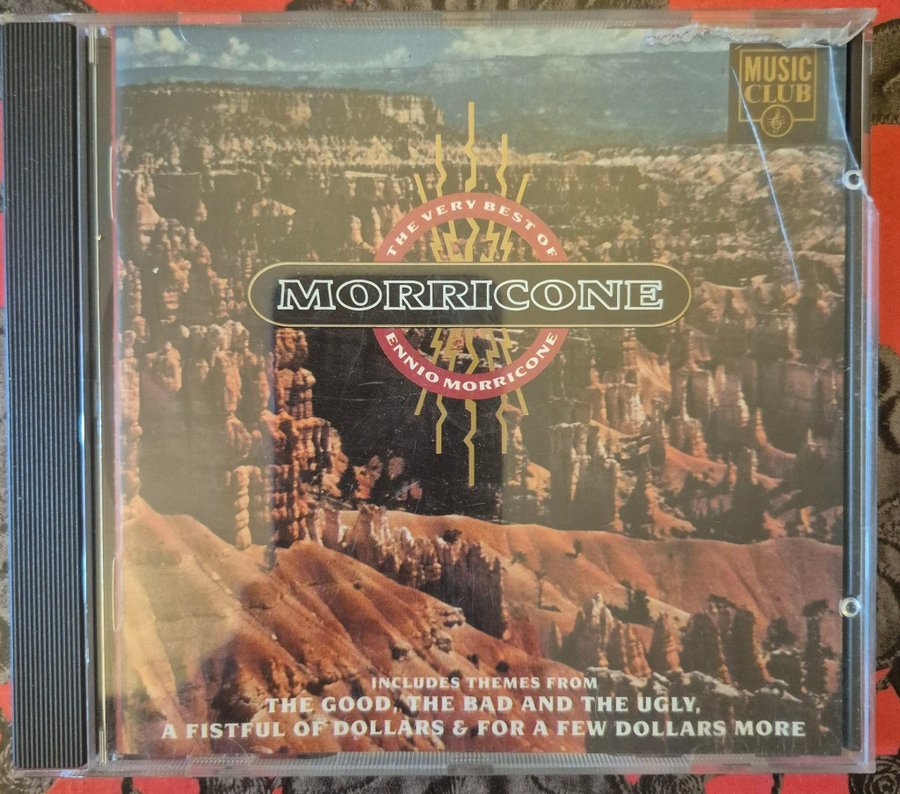 MUSIC
CLUB
THE VERY BEST OF
MORRICONE
ENNIO MORRICONE
INCLUDES THEMES FROM
THE GOOD, THE BAD AND THE UGLY,
A FISTFUL OF DOLLARS & FOR A FEW DOLLARS MORE